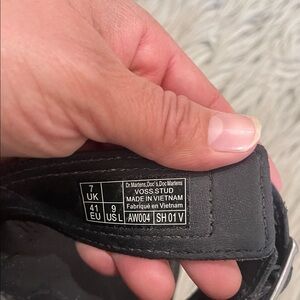 7
UK
41
EU
9
US L
Dr.Martens,Doc's,Doc Martens
VOSS STUD
MADE IN VIETNAM
Fabriqué en Vietnam
AW004
SH 01 V